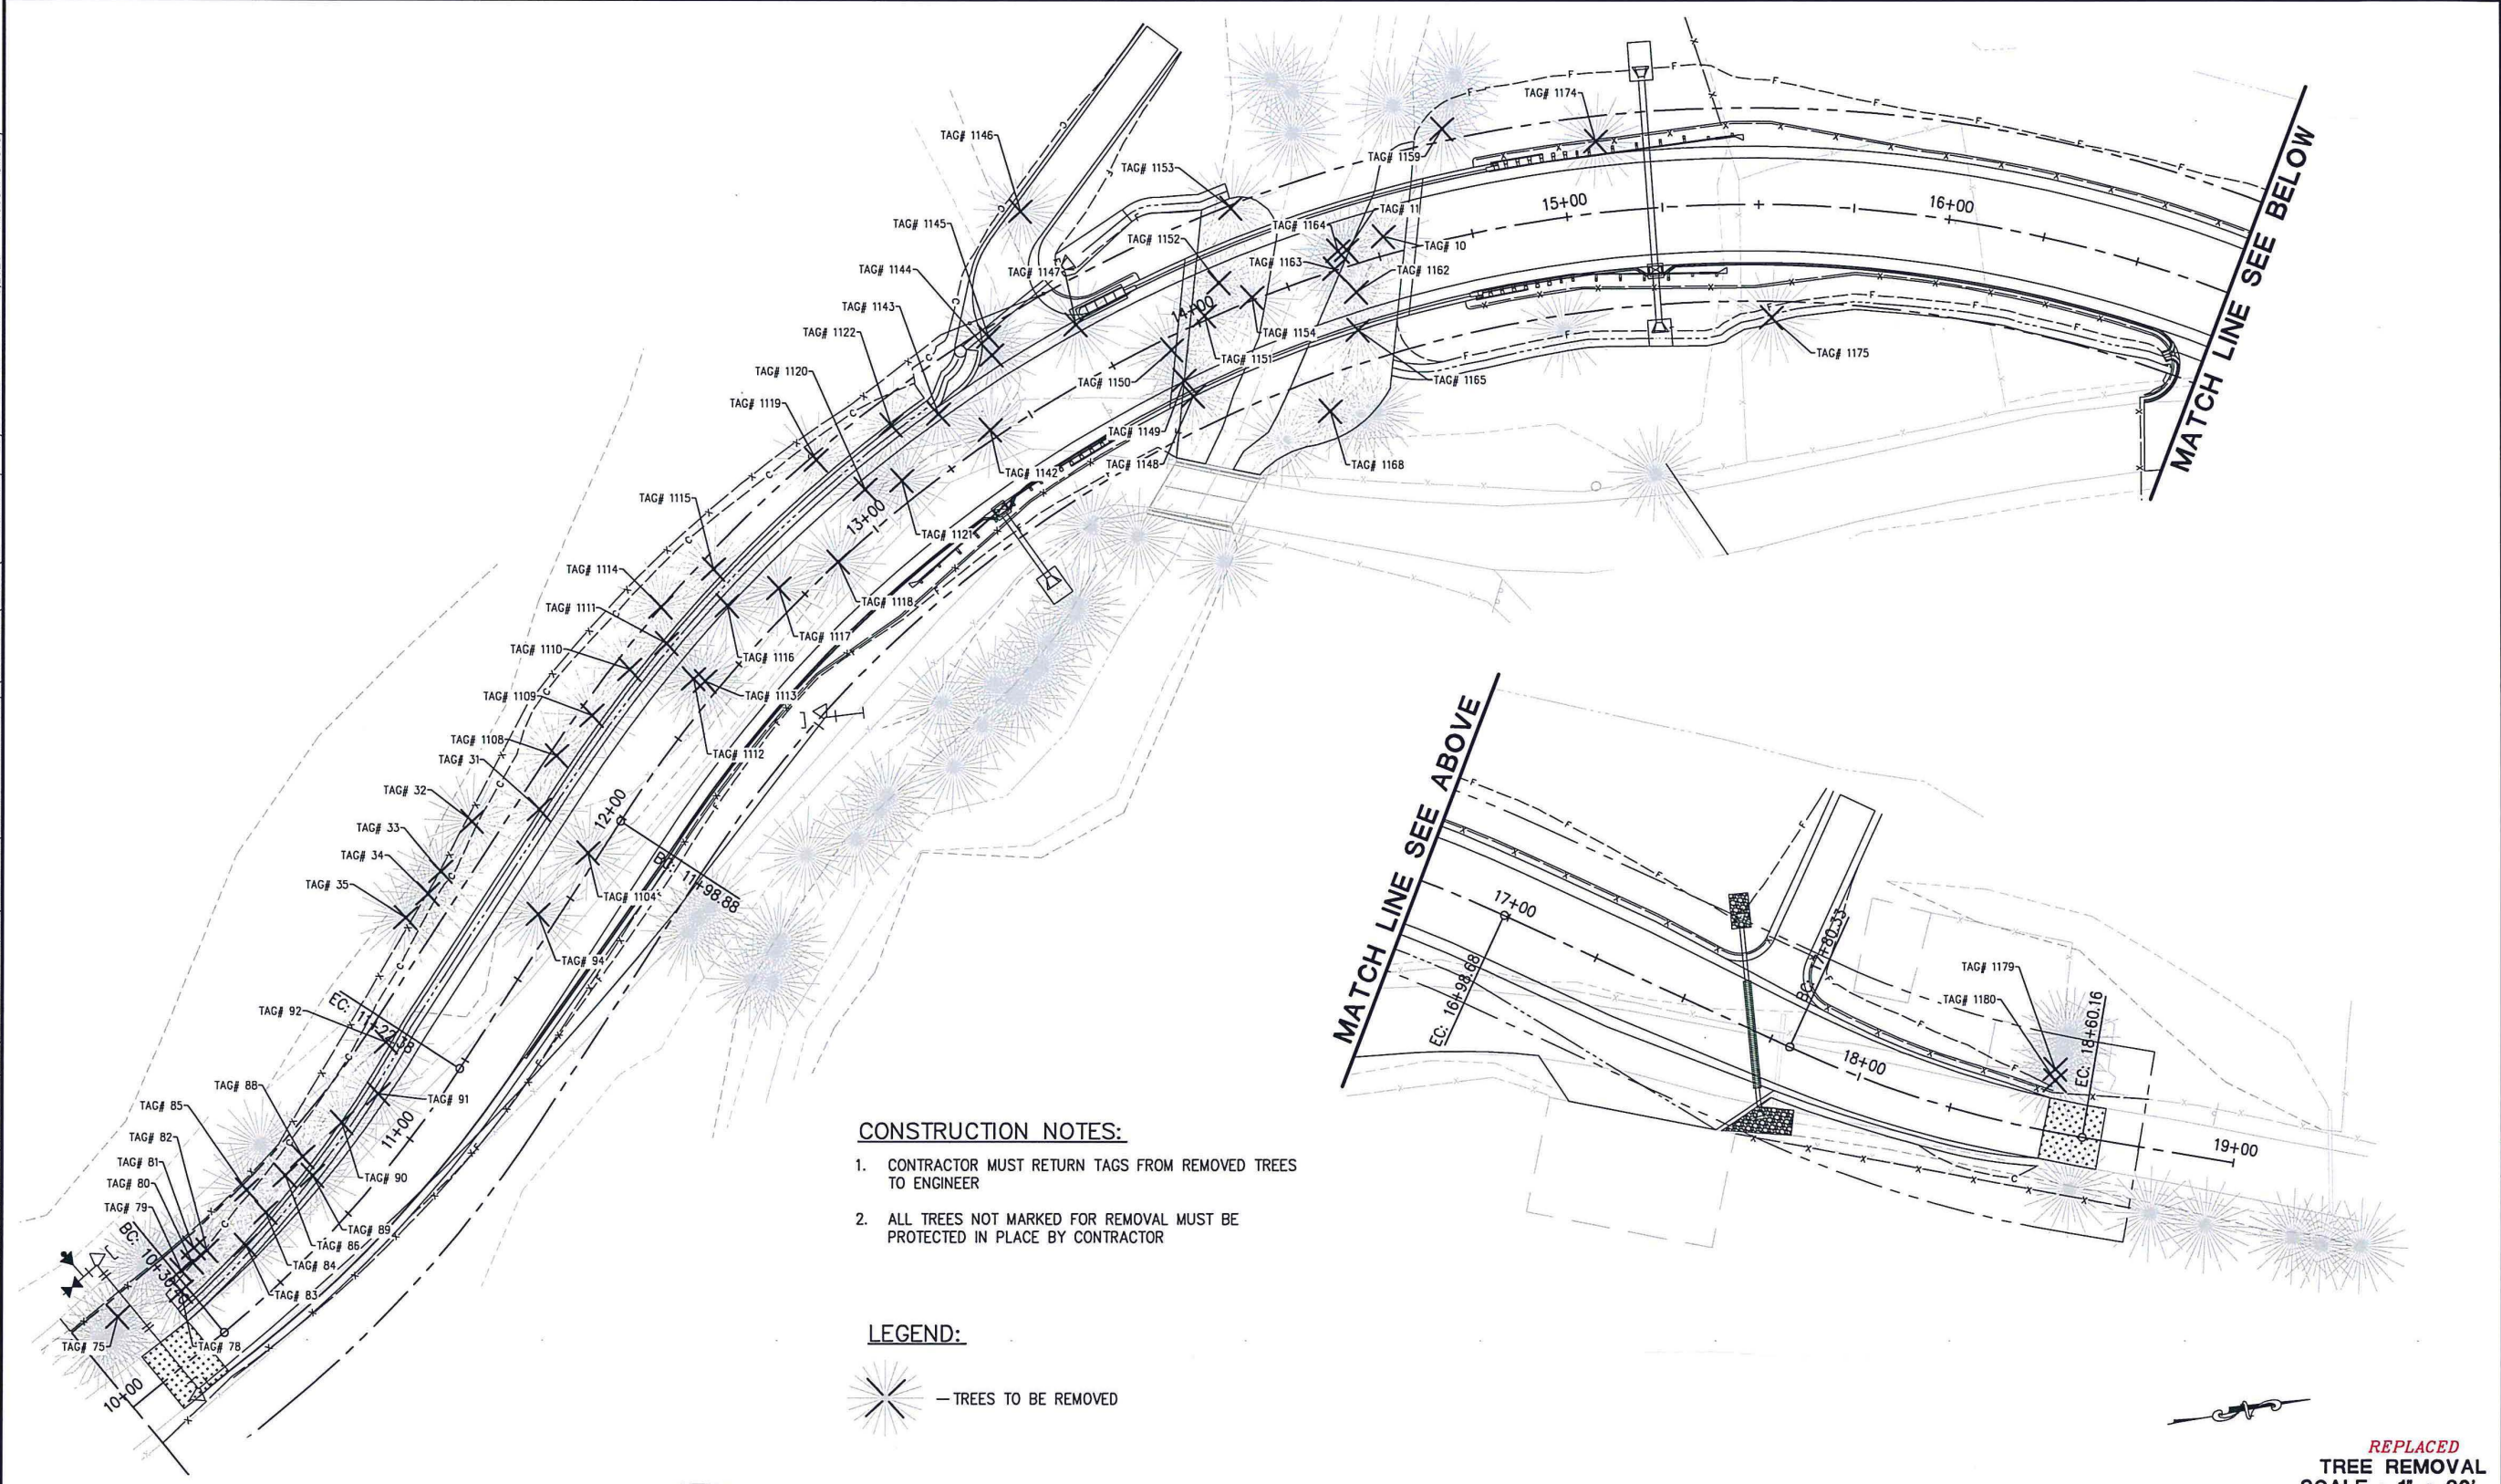 TAG# 1146
TAG# 1153
TAG# 1174
TAG# 1159
TAG# 1145
TAG# 1164
TAG# 11
TAG# 1152
TAG# 10
TAG# 1144
TAG# 1147
TAG# 1163
TAG# 1162
TAG# 1143
TAG# 1122
TAG# 1154
TAG# 1151
TAG# 1175
TAG# 1120
TAG# 1150
TAG# 1165
TAG# 1119
TAG# 1149
TAG# 1142
TAG# 1148
TAG# 1168
TAG# 1115
TAG# 1121
TAG# 1114
TAG# 1118
TAG# 1111
TAG# 1117
TAG# 1110
TAG# 1116
TAG# 1109
TAG# 1113
TAG# 1108
TAG# 1112
TAG# 31
TAG# 32
TAG# 33
TAG# 34
TAG# 35
TAG# 1104
TAG# 94
TAG# 92
TAG# 88
TAG# 91
TAG# 85
TAG# 82
TAG# 81
TAG# 90
TAG# 80
TAG# 79
TAG# 89
TAG# 86
TAG# 84
TAG# 83
TAG# 75
TAG# 78
10+00
11+00
12+00
13+00
14+00
15+00
16+00
BC: 11+98.88
MATCH LINE SEE BELOW
MATCH LINE SEE ABOVE
17+00
EC: 16+98.68
BC: 17+80.33
18+00
TAG# 1179
TAG# 1180
EC: 18+60.16
19+00
CONSTRUCTION NOTES:
1. CONTRACTOR MUST RETURN TAGS FROM REMOVED TREES
TO ENGINEER
2. ALL TREES NOT MARKED FOR REMOVAL MUST BE
PROTECTED IN PLACE BY CONTRACTOR
LEGEND:
— TREES TO BE REMOVED
REPLACED
TREE REMOVAL